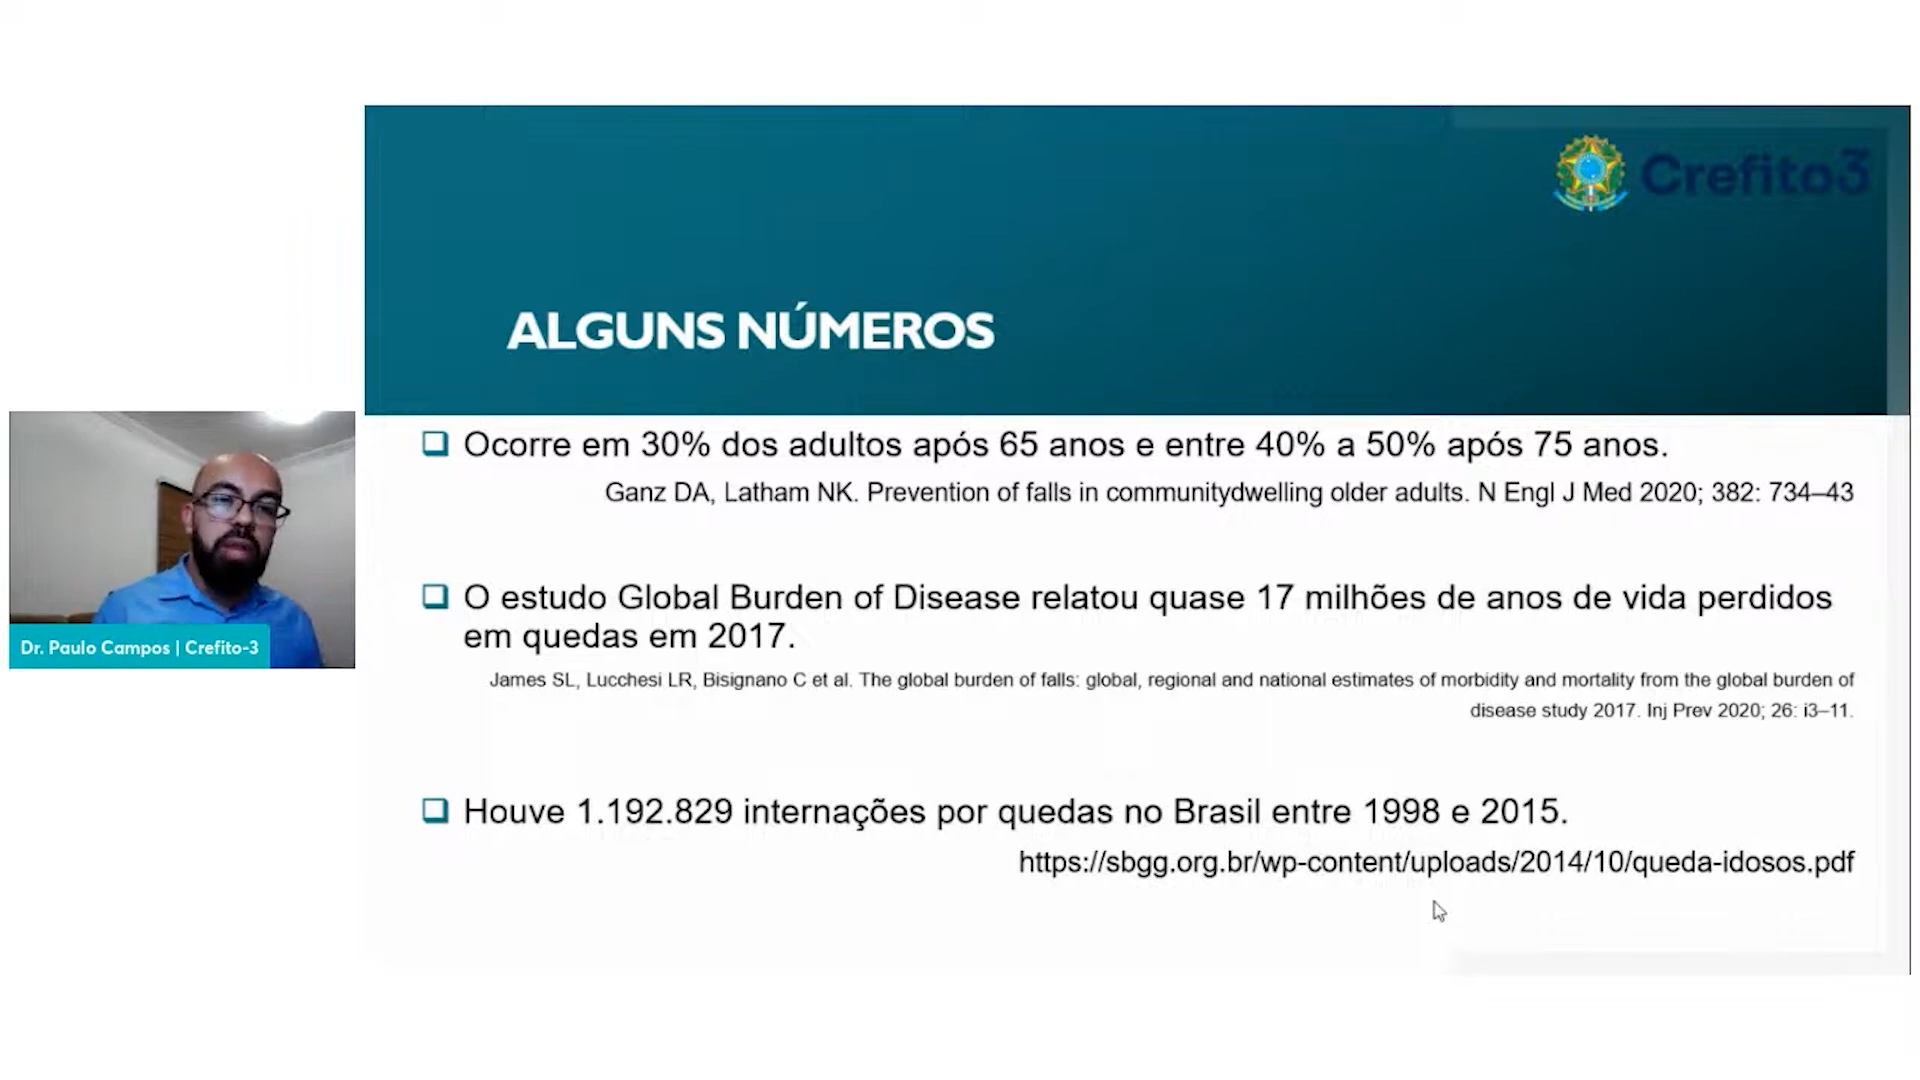 Crefito3
ALGUNS NÚMEROS
Ocorre em 30% dos adultos após 65 anos e entre 40% a 50% após 75 anos.
Ganz DA, Latham NK. Prevention of falls in communitydwelling older adults. N Engl J Med 2020; 382: 734–43
O estudo Global Burden of Disease relatou quase 17 milhões de anos de vida perdidos
em quedas em 2017.
James SL, Lucchesi LR, Bisignano C et al. The global burden of falls: global, regional and national estimates of morbidity and mortality from the global burden of
disease study 2017. Inj Prev 2020; 26: i3–11.
Houve 1.192.829 internações por quedas no Brasil entre 1998 e 2015.
https://sbgg.org.br/wp-content/uploads/2014/10/queda-idosos.pdf
Dr. Paulo Campos | Crefito-3